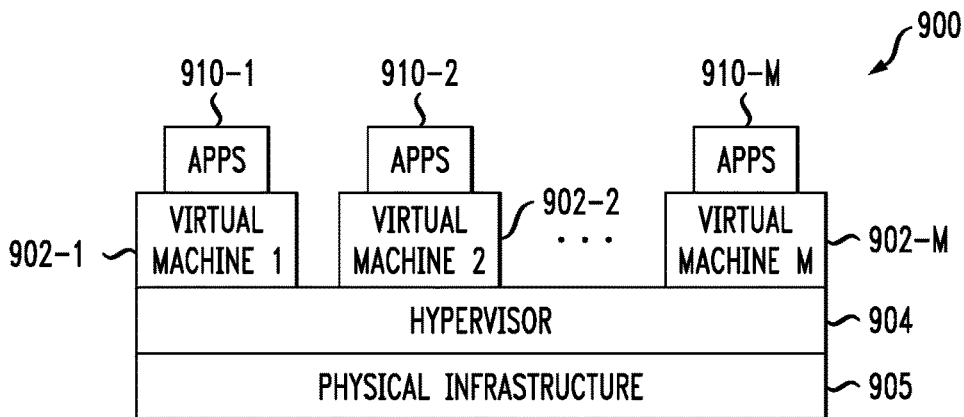 900
910-1
910-2
910-M
APPS
APPS
APPS
902-1
VIRTUAL
MACHINE 1
VIRTUAL
MACHINE 2
902-2
. . .
VIRTUAL
MACHINE M
902-M
HYPERVISOR
904
PHYSICAL INFRASTRUCTURE
905